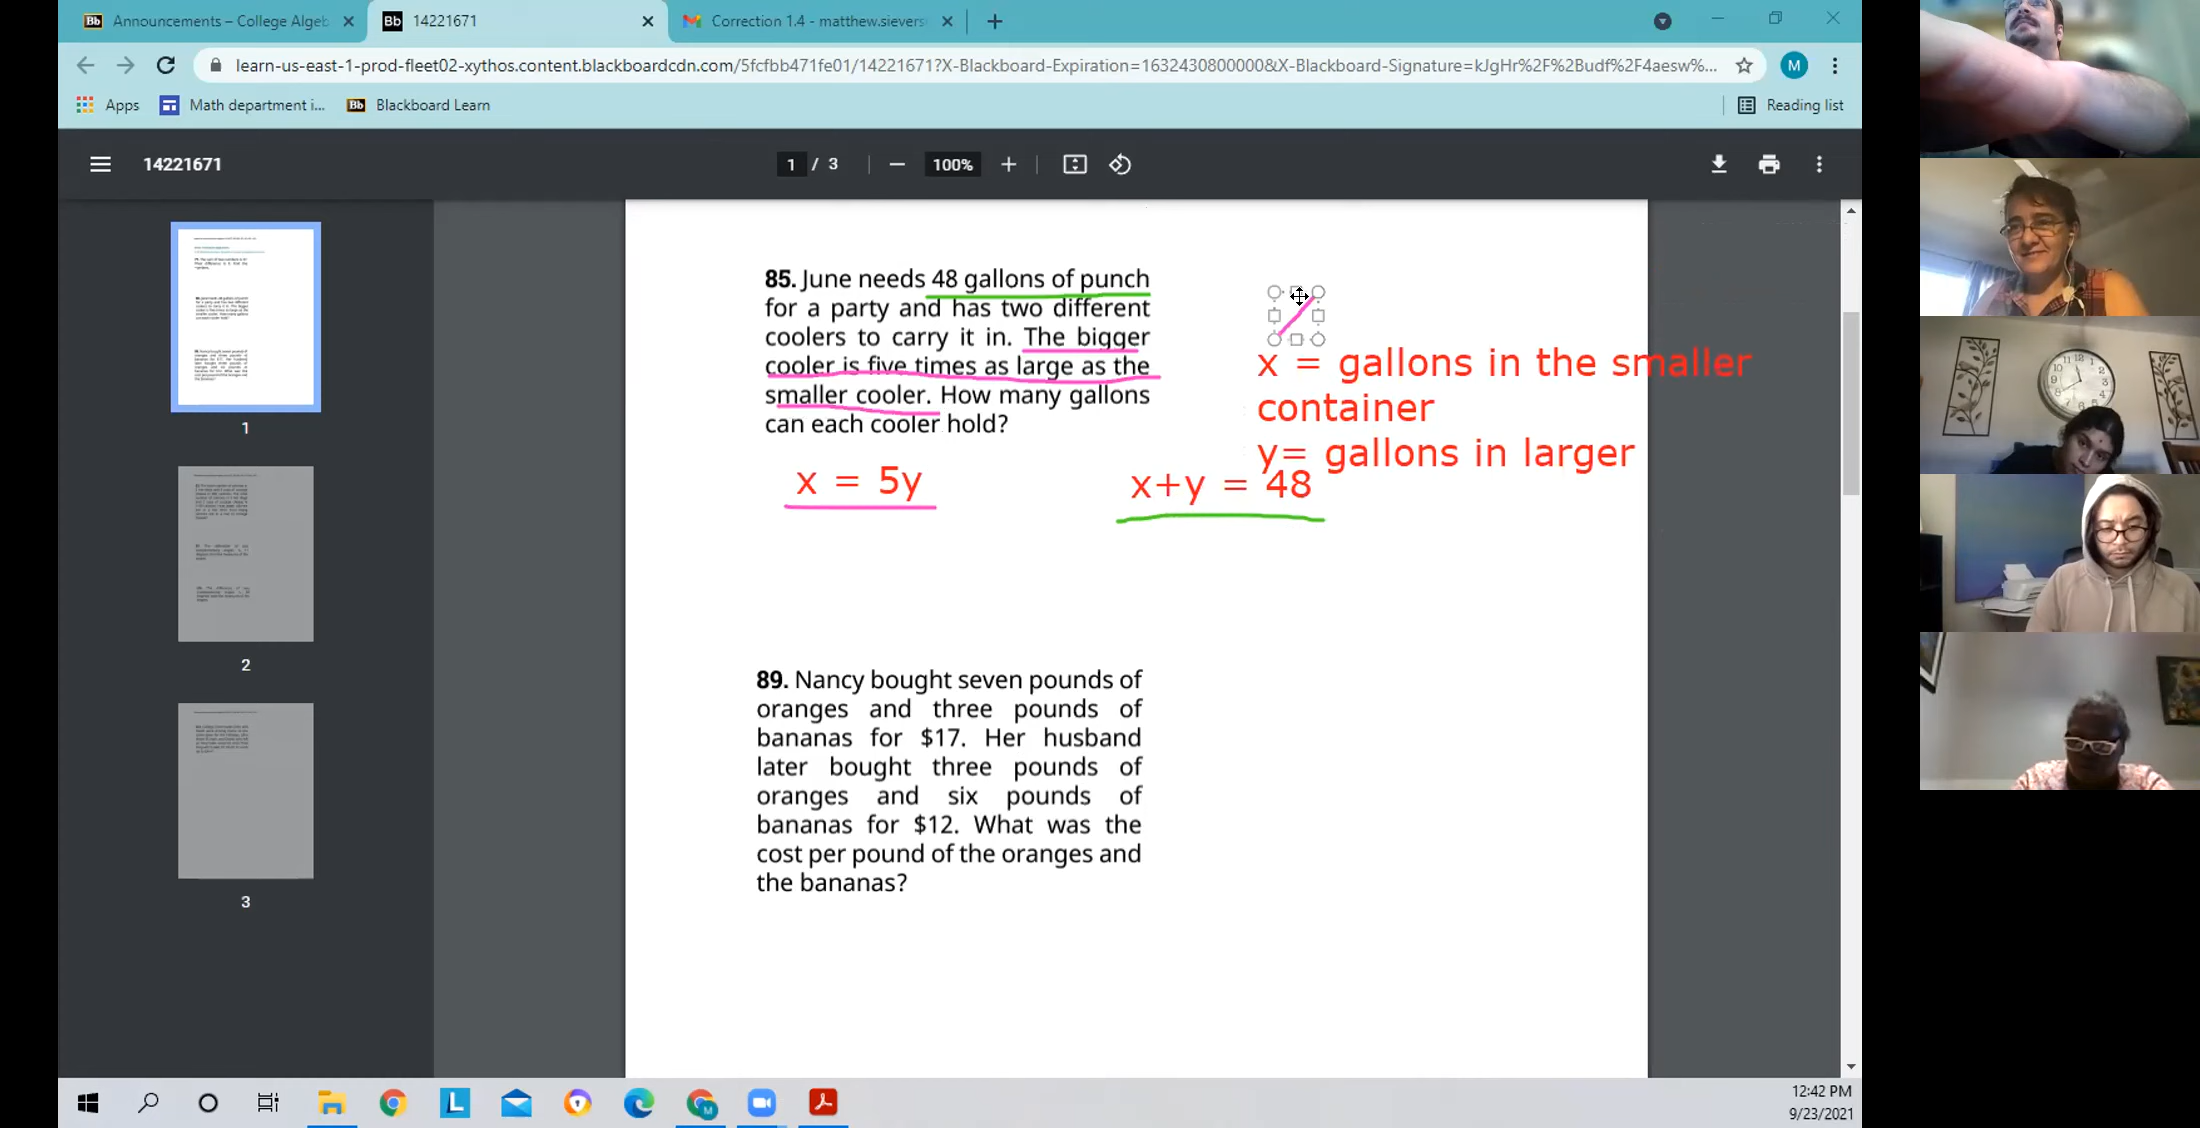 Announcements – College Algeb
14221671
Correction 1.4 - matthew.sievers
learn-us-east-1-prod-fleet02-xythos.content.blackboardcdn.com/5fcfbb471fe01/14221671?X-Blackboard-Expiration=1632430800000&X-Blackboard-Signature=kJgHr%2F%2Budf%2F4aesw%...
M
Apps
Math department i...
Blackboard Learn
Reading list
14221671
1 / 3
100%
85. June needs 48 gallons of punch
for a party and has two different
coolers to carry it in. The bigger
cooler is five times as large as the
smaller cooler. How many gallons
can each cooler hold?
x = gallons in the smaller
container
y= gallons in larger
x = 5y
x+y = 48
89. Nancy bought seven pounds of
oranges and three pounds of
bananas for $17. Her husband
later bought three pounds of
oranges and six pounds of
bananas for $12. What was the
cost per pound of the oranges and
the bananas?
1
2
3
12:42 PM
9/23/2021